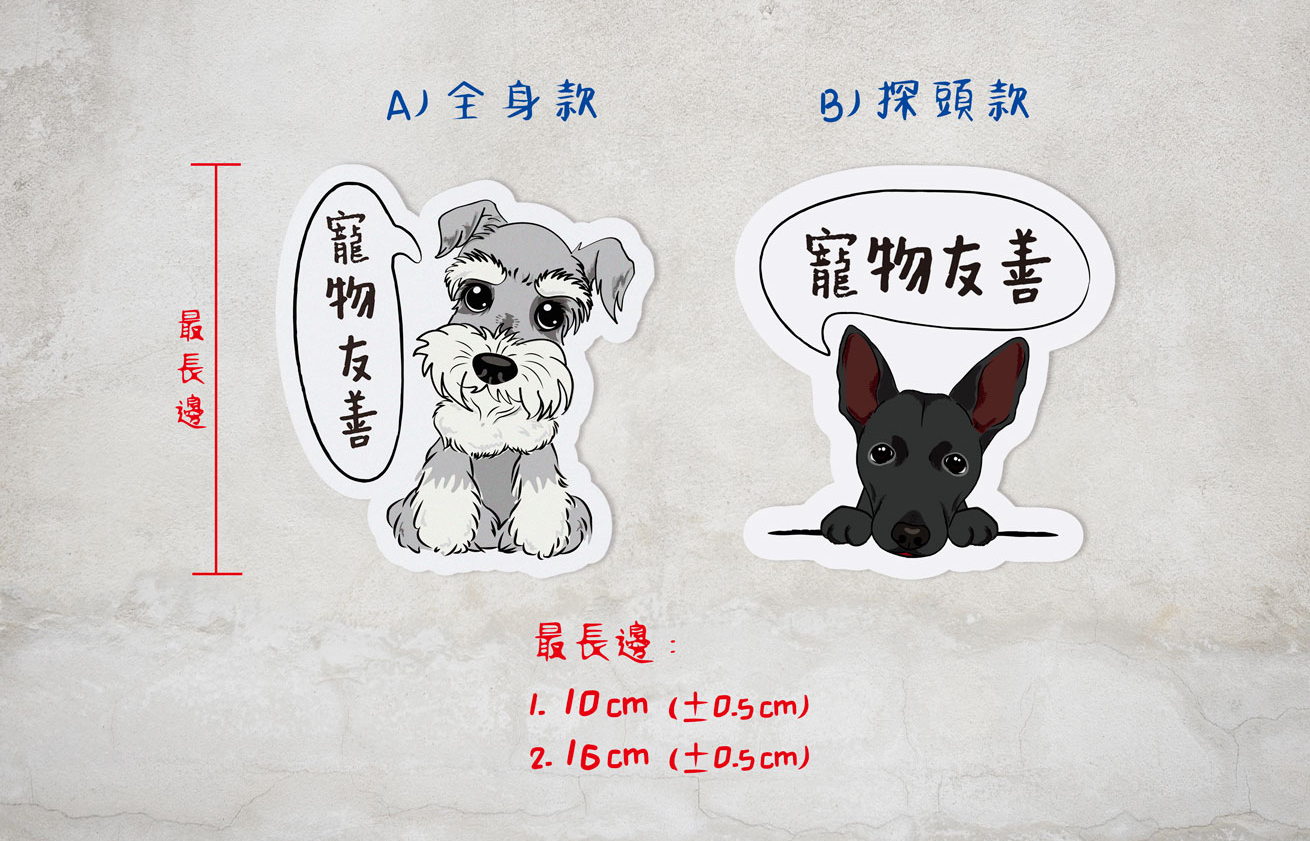 A) 全身款
B) 探頭款
最長邊
寵物友善
寵物友善
最長邊：
1. 10cm (±0.5cm)
2. 16cm (±0.5cm)